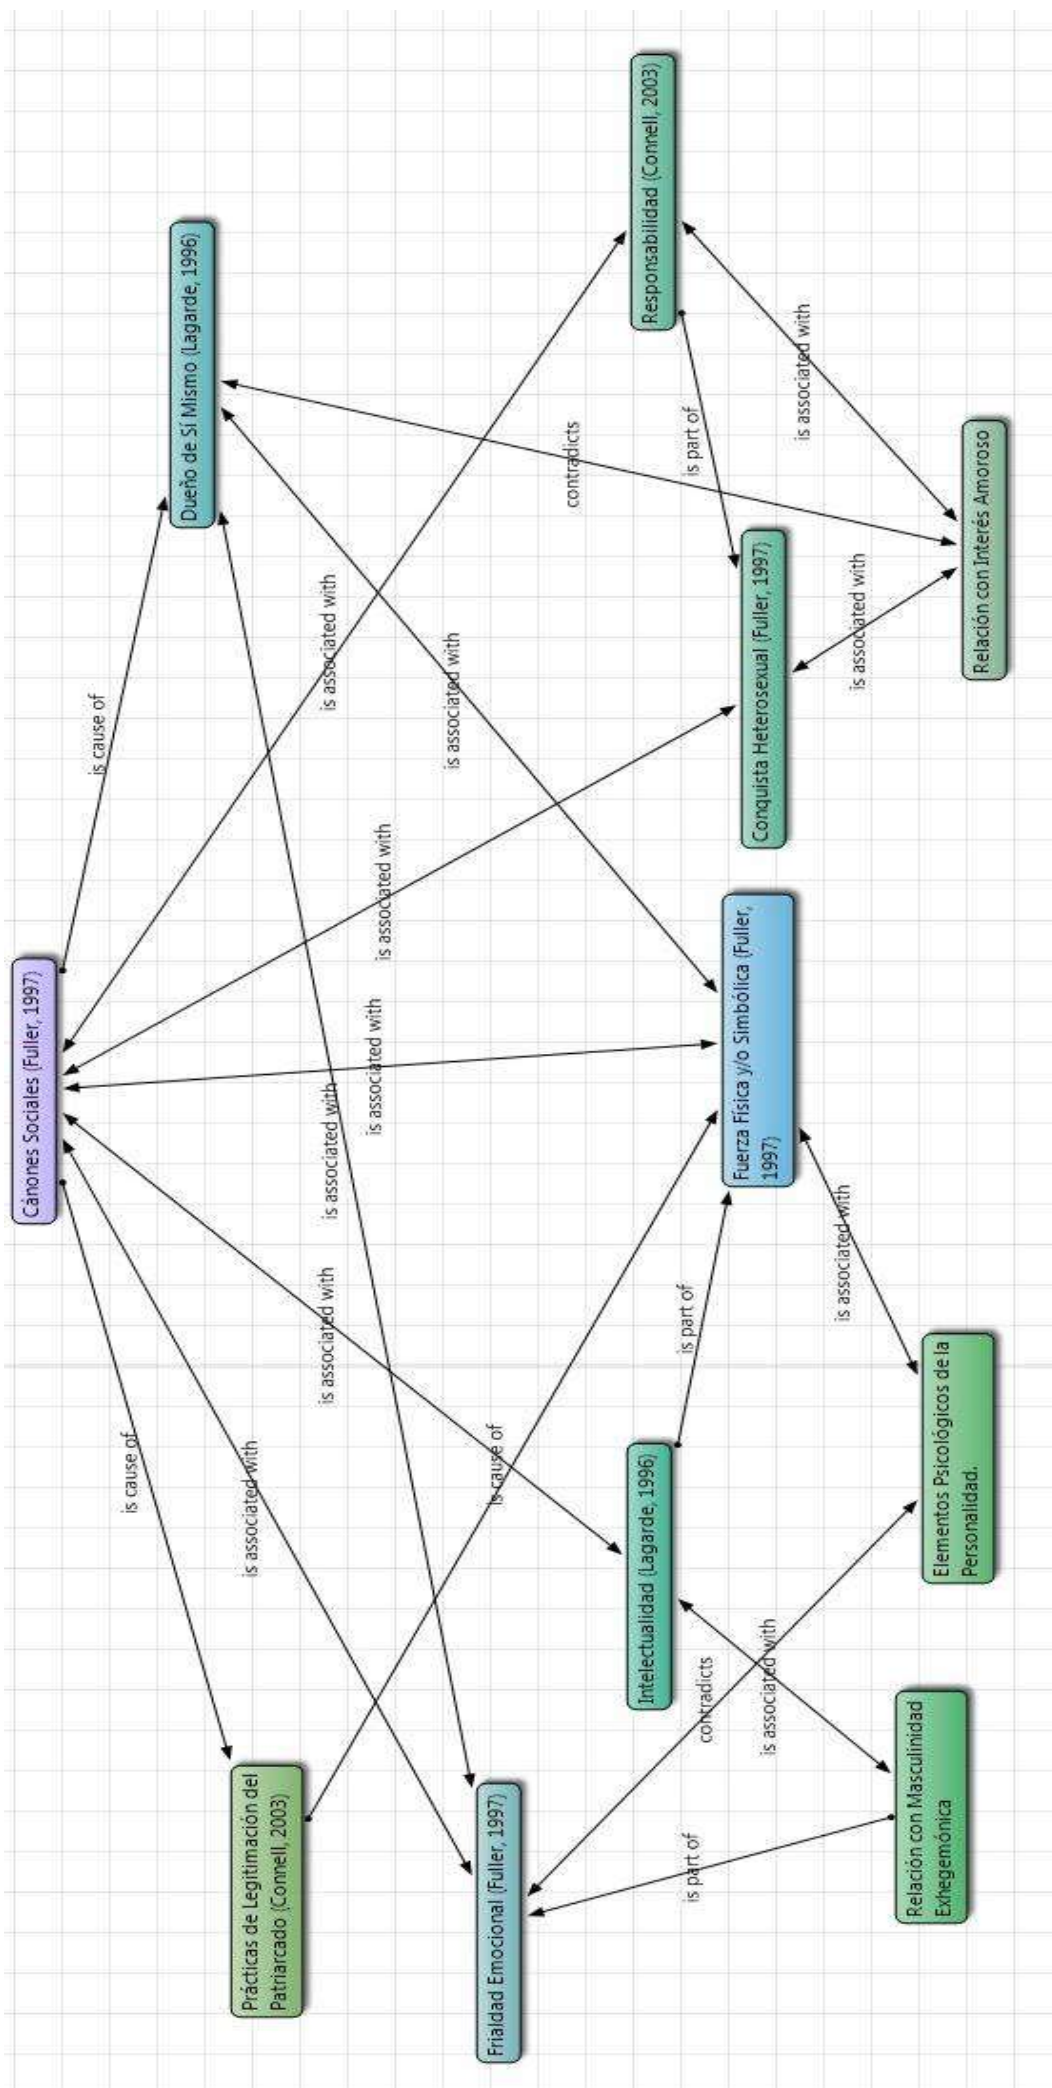 Cánones Sociales (Fuller, 1997)
is cause of
is cause of
Dueño de Sí Mismo (Lagarde, 1996)
Prácticas de Legitimación del
Patriarcado (Connell, 2003)
is associated with
is associated with
is associated with
is associated with
is associated with
is associated with
is associated with
Frialdad Emocional (Fuller, 1997)
is cause of
contradicts
Intelectualidad (Lagarde, 1996)
Responsabilidad (Connell, 2003)
is part of
is part of
is part of
contradicts
Fuerza Física y/o Simbólica (Fuller,
1997)
Conquista Heterosexual (Fuller, 1997)
is associated with
is associated with
is associated with
is associated with
Relación con Masculinidad
Exhegemónica
Elementos Psicológicos de la
Personalidad.
Relación con Interés Amoroso